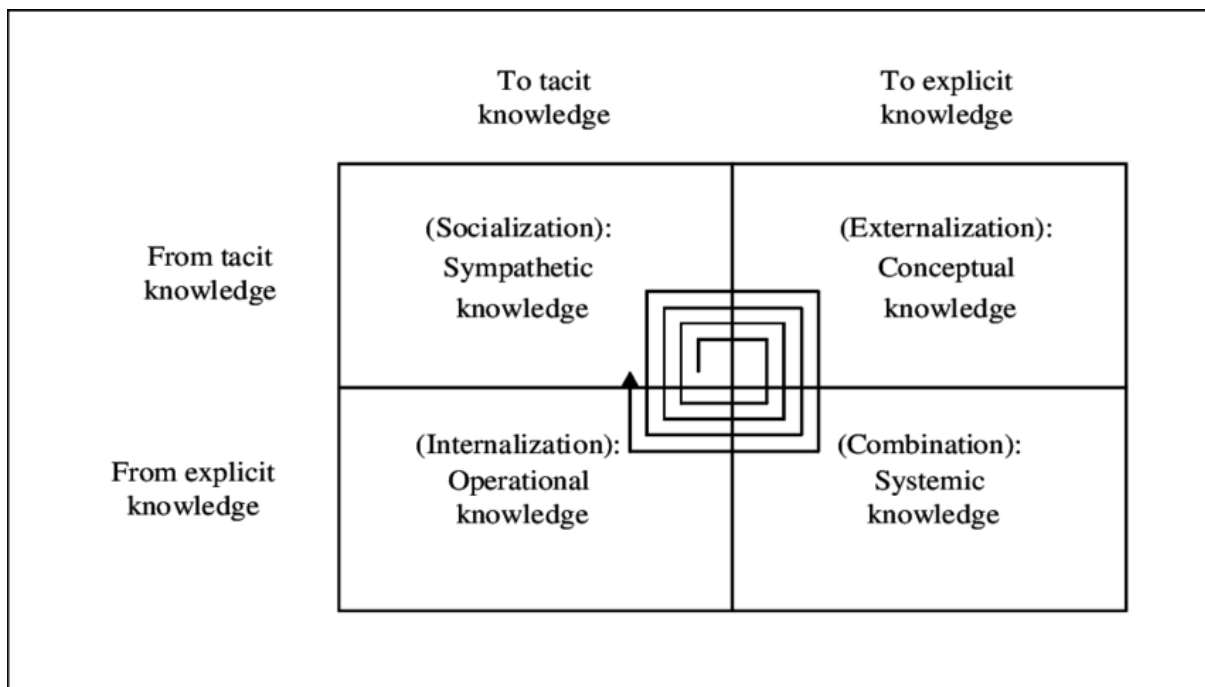 To tacit
knowledge
To explicit
knowledge
From tacit
knowledge
(Socialization):
Sympathetic
knowledge
(Externalization):
Conceptual
knowledge
From explicit
knowledge
(Internalization):
Operational
knowledge
(Combination):
Systemic
knowledge